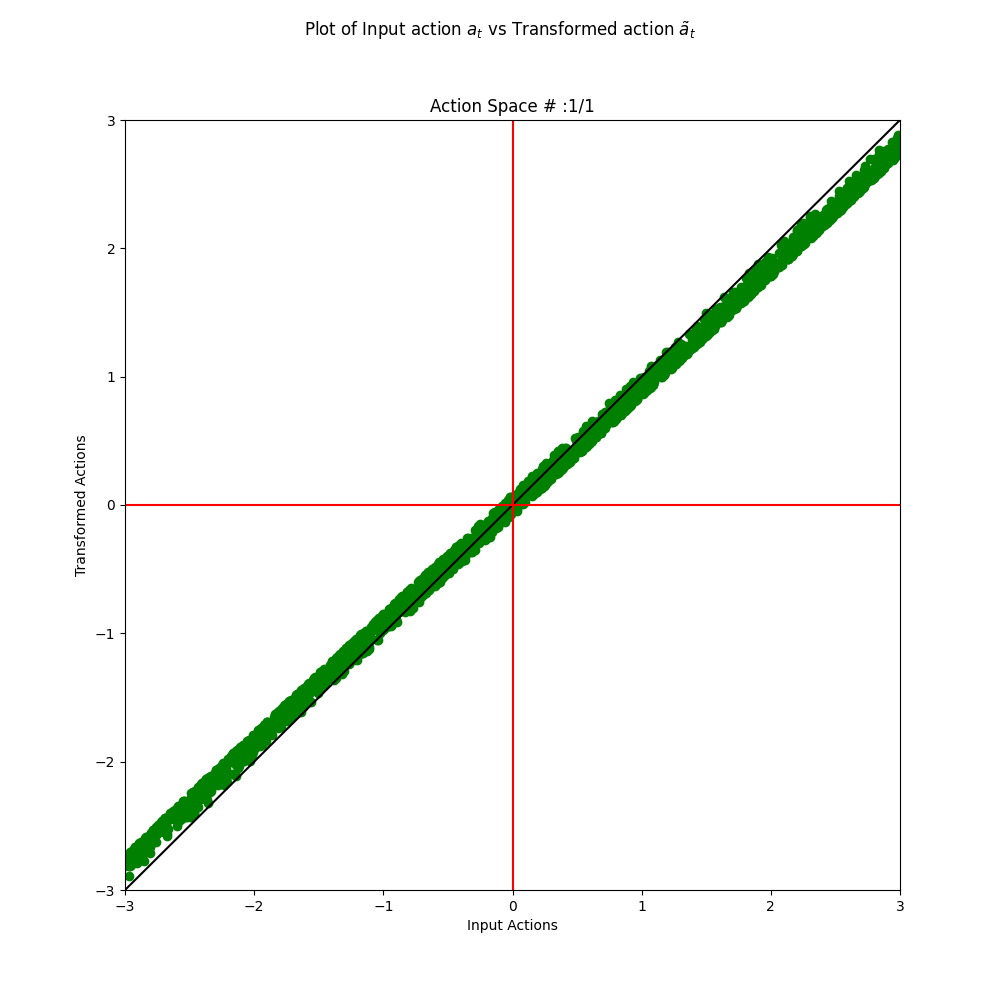 Plot of Input action $a_t$ vs Transformed action $\tilde{a}_t$
Action Space # :1/1
3
2
1
0
−1
−2
−3
Transformed Actions
−3 −2 −1 0 1 2 3
Input Actions